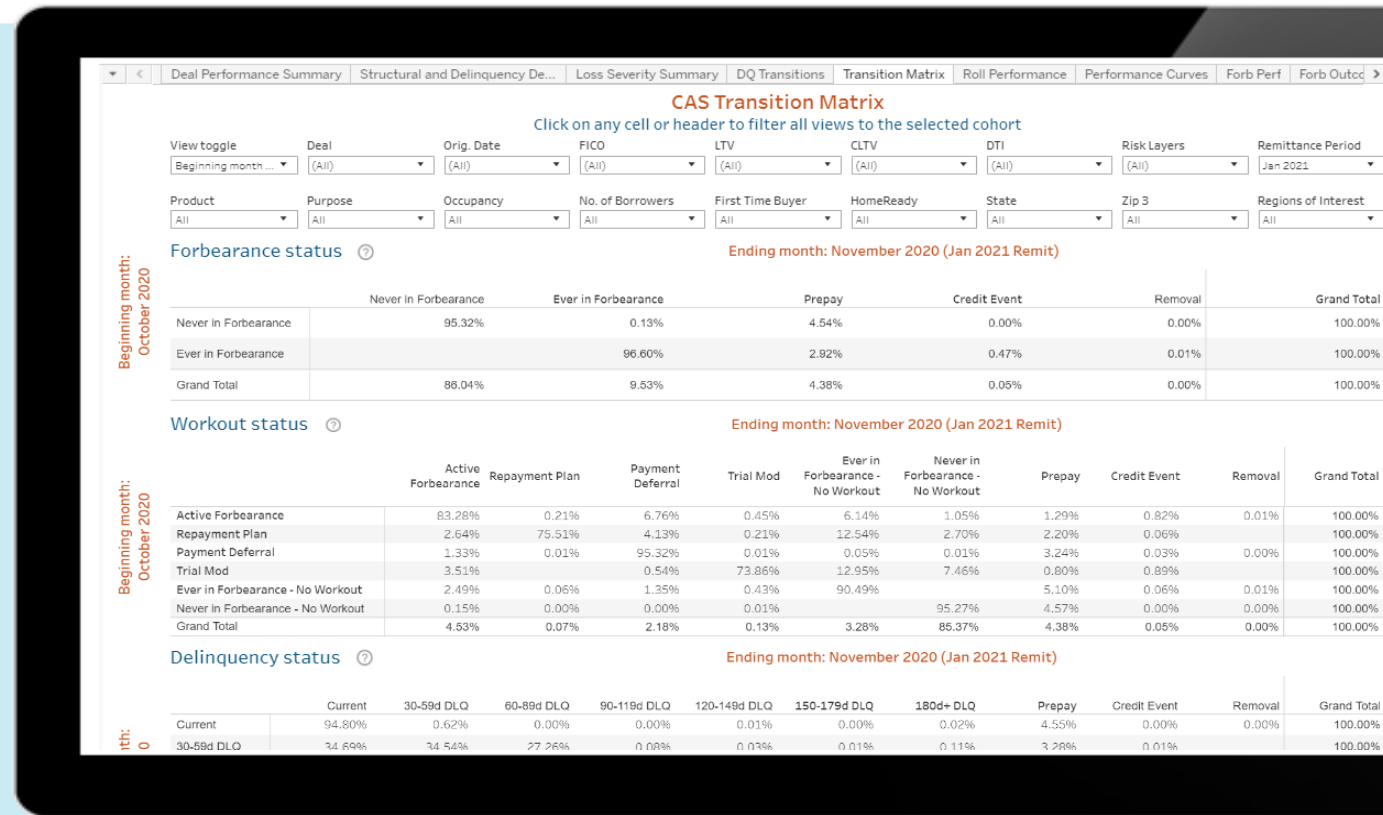 Deal Performance Summary Structural and Delinquency De... Loss Severity Summary DQ Transitions Transition Matrix Roll Performance Performance Curves Forb Perf Forb Outcc
CAS Transition Matrix
Click on any cell or header to filter all views to the selected cohort
View toggle Deal Orig. Date FICO LTV CLTV DTI Risk Layers Remittance Period
Beginning month ... (All) (All) (All) (All) (All) (All) (All) Jan 2021
Product Purpose Occupancy No. of Borrowers First Time Buyer HomeReady State Zip 3 Regions of Interest
All All All All All All All All All
Forbearance status ? Ending month: November 2020 (Jan 2021 Remit)
Beginning month:
October 2020
Never in Forbearance Ever in Forbearance Prepay Credit Event Removal Grand Total
Never in Forbearance 95.32% 0.13% 4.54% 0.00% 0.00% 100.00%
Ever in Forbearance 96.60% 2.92% 0.47% 0.01% 100.00%
Grand Total 86.04% 9.53% 4.38% 0.05% 0.00% 100.00%
Workout status ? Ending month: November 2020 (Jan 2021 Remit)
Beginning month:
October 2020
Active Forbearance Repayment Plan Payment Deferral Trial Mod Ever in Forbearance - No Workout Never in Forbearance - No Workout Prepay Credit Event Removal Grand Total
Active Forbearance 83.28% 0.21% 6.76% 0.45% 6.14% 1.05% 1.29% 0.82% 0.01% 100.00%
Repayment Plan 2.64% 75.51% 4.13% 0.21% 12.54% 2.70% 2.20% 0.06% 100.00%
Payment Deferral 1.33% 0.01% 95.32% 0.01% 0.05% 0.01% 3.24% 0.03% 0.00% 100.00%
Trial Mod 3.51% 0.54% 73.86% 12.95% 7.46% 0.80% 0.89% 100.00%
Ever in Forbearance - No Workout 2.49% 0.06% 1.35% 0.43% 90.49% 5.10% 0.06% 0.01% 100.00%
Never in Forbearance - No Workout 0.15% 0.00% 0.00% 0.01% 95.27% 4.57% 0.00% 0.00% 100.00%
Grand Total 4.53% 0.07% 2.18% 0.13% 3.28% 85.37% 4.38% 0.05% 0.00% 100.00%
Delinquency status ? Ending month: November 2020 (Jan 2021 Remit)
Current 30-59d DLQ 60-89d DLQ 90-119d DLQ 120-149d DLQ 150-179d DLQ 180d+ DLQ Prepay Credit Event Removal Grand Total
Current 94.80% 0.62% 0.00% 0.00% 0.01% 0.00% 0.02% 4.55% 0.00% 0.00% 100.00%
30-59d DLQ 34.69% 34.54% 27.26% 0.08% 0.03% 0.01% 0.11% 3.28% 0.01% 100.00%